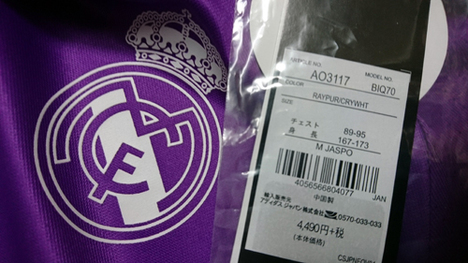 ARTICLE NO.
MODEL NO.
AO3117
BIQ70
COLOR
RAYPUR/CRYWHT
SIZE
チェスト 89-95
身 長 167-173
M JASPO
4056566804077 JAN
輸入販売元 中国製
アディダス ジャパン株式会社 0570-033-033
4,490円+税
(本体価格)